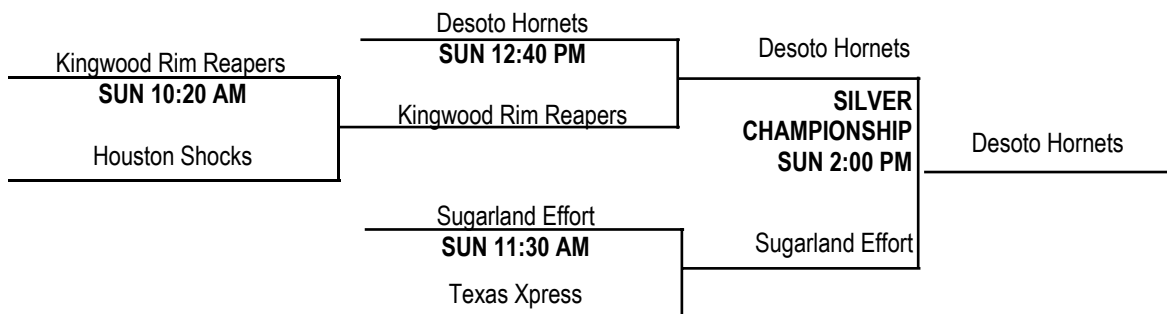 Desoto Hornets
SUN 12:40 PM
Desoto Hornets
Kingwood Rim Reapers
SUN 10:20 AM
SILVER
CHAMPIONSHIP
SUN 2:00 PM
Kingwood Rim Reapers
Houston Shocks
Desoto Hornets
Sugarland Effort
SUN 11:30 AM
Sugarland Effort
Texas Xpress